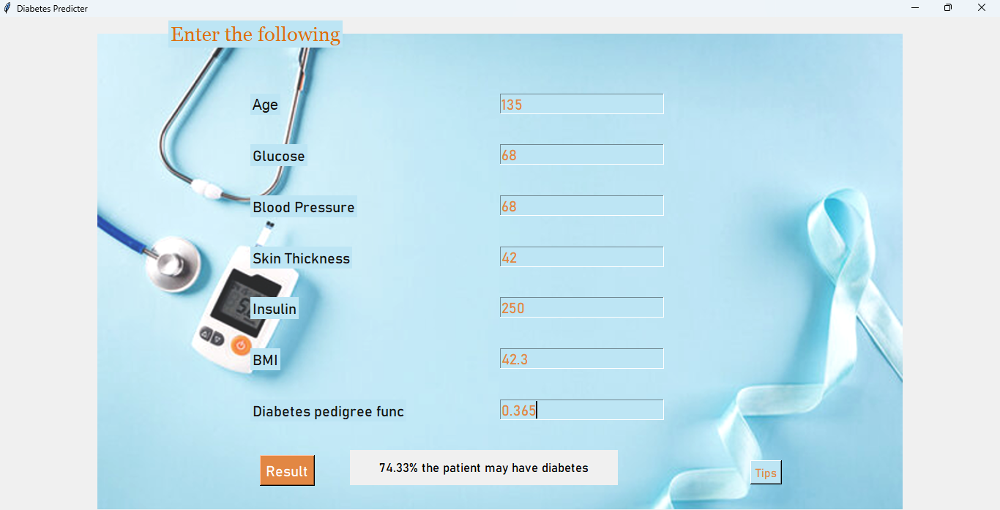 Diabetes Predicter
Enter the following
Age 135
Glucose 68
Blood Pressure 68
Skin Thickness 42
Insulin 250
BMI 42.3
Diabetes pedigree func 0.365
Result 74.33% the patient may have diabetes Tips